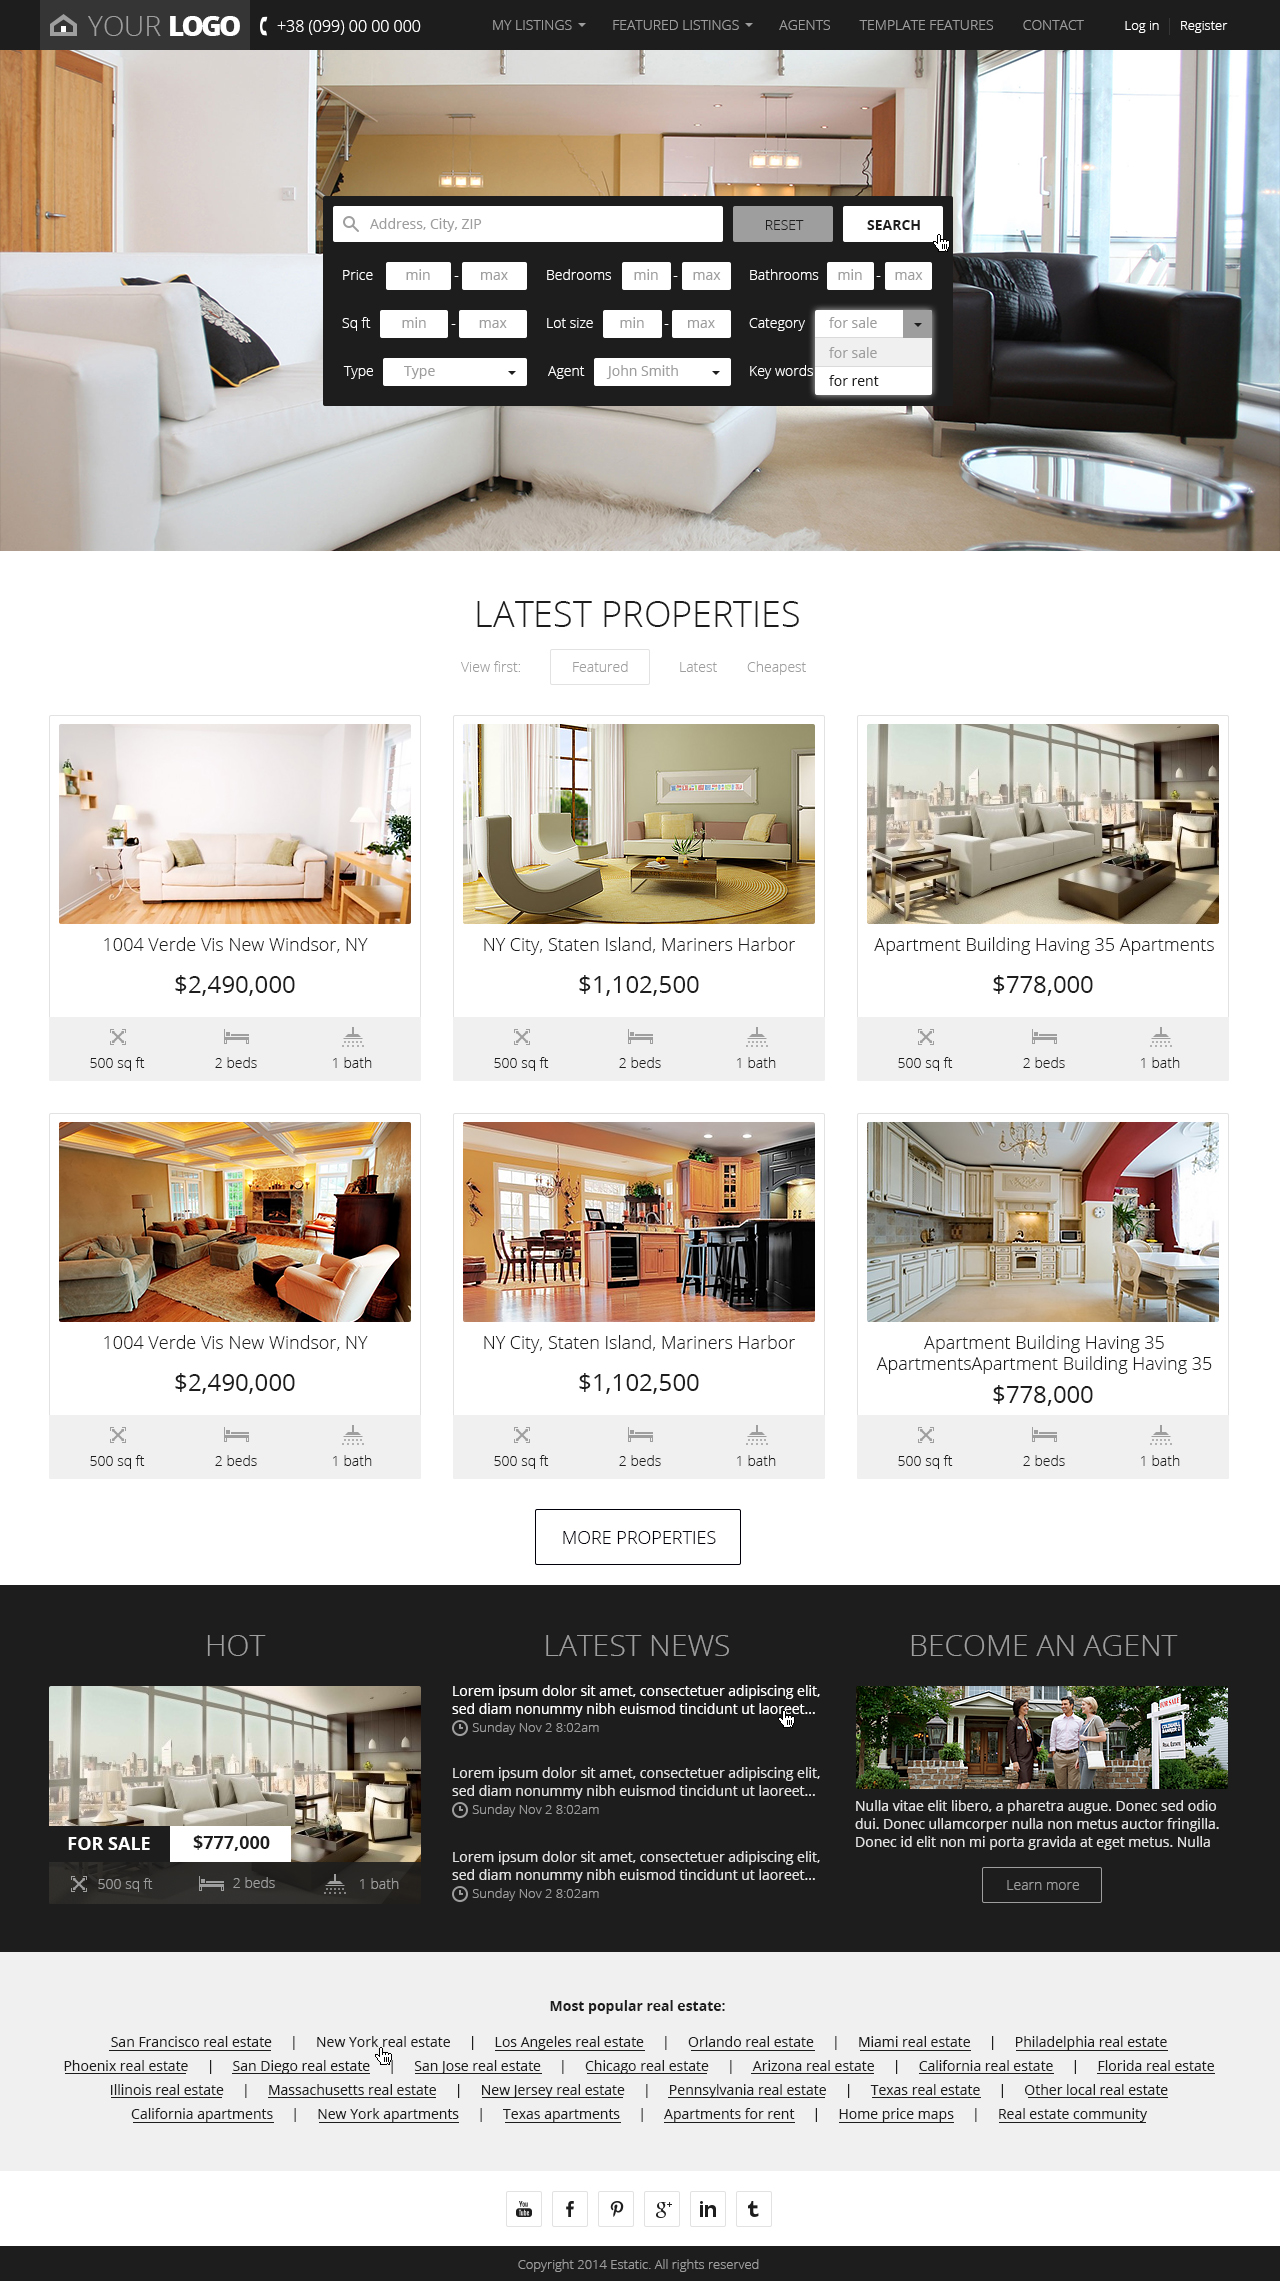 YOUR LOGO
+38 (099) 00 00 000
MY LISTINGS
FEATURED LISTINGS
AGENTS
TEMPLATE FEATURES
CONTACT
Log in
Register
Address, City, ZIP
RESET
SEARCH
Price min - max
Bedrooms min - max
Bathrooms min - max
Sq ft min - max
Lot size min - max
Category for sale
for sale
for rent
Type Type
Agent John Smith
Key words
LATEST PROPERTIES
View first: Featured Latest Cheapest
1004 Verde Vis New Windsor, NY
$2,490,000
500 sq ft 2 beds 1 bath
NY City, Staten Island, Mariners Harbor
$1,102,500
500 sq ft 2 beds 1 bath
Apartment Building Having 35 Apartments
$778,000
500 sq ft 2 beds 1 bath
1004 Verde Vis New Windsor, NY
$2,490,000
500 sq ft 2 beds 1 bath
NY City, Staten Island, Mariners Harbor
$1,102,500
500 sq ft 2 beds 1 bath
Apartment Building Having 35
ApartmentsApartment Building Having 35
$778,000
500 sq ft 2 beds 1 bath
MORE PROPERTIES
HOT
FOR SALE $777,000
500 sq ft 2 beds 1 bath
LATEST NEWS
Lorem ipsum dolor sit amet, consectetuer adipiscing elit,
sed diam nonummy nibh euismod tincidunt ut laoreet...
Sunday Nov 2 8:02am
Lorem ipsum dolor sit amet, consectetuer adipiscing elit,
sed diam nonummy nibh euismod tincidunt ut laoreet...
Sunday Nov 2 8:02am
Lorem ipsum dolor sit amet, consectetuer adipiscing elit,
sed diam nonummy nibh euismod tincidunt ut laoreet...
Sunday Nov 2 8:02am
BECOME AN AGENT
FOR SALE
COLDWELL
BANKER
Real Estate
Nulla vitae elit libero, a pharetra augue. Donec sed odio
dui. Donec ullamcorper nulla non metus auctor fringilla.
Donec id elit non mi porta gravida at eget metus. Nulla
Learn more
Most popular real estate:
San Francisco real estate | New York real estate | Los Angeles real estate | Orlando real estate | Miami real estate | Philadelphia real estate
Phoenix real estate | San Diego real estate | San Jose real estate | Chicago real estate | Arizona real estate | California real estate | Florida real estate
Illinois real estate | Massachusetts real estate | New Jersey real estate | Pennsylvania real estate | Texas real estate | Other local real estate
California apartments | New York apartments | Texas apartments | Apartments for rent | Home price maps | Real estate community
You
Tube
f
g+
in
t
Copyright 2014 Estatic. All rights reserved